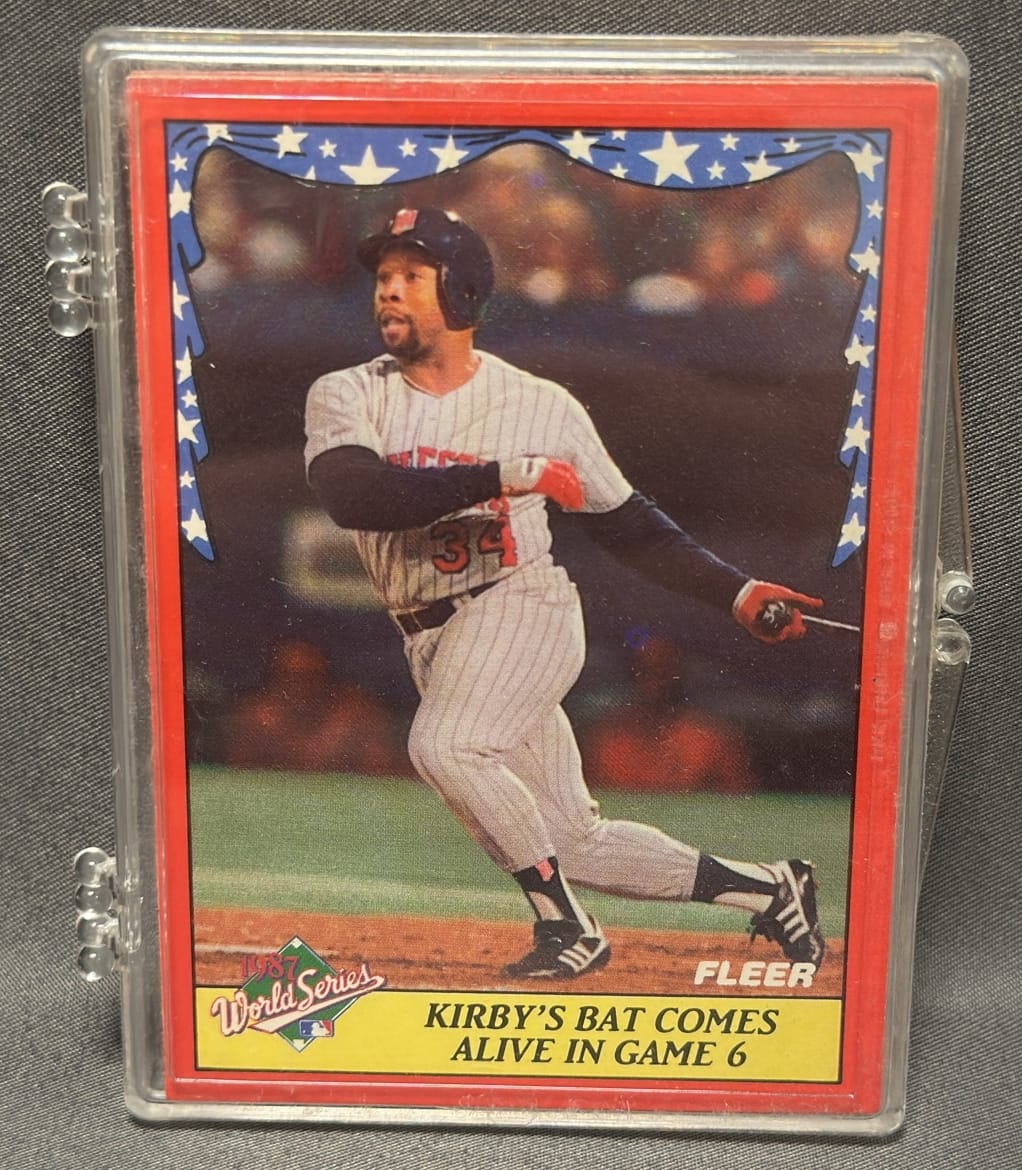 34
FLEER
1987
World Series
KIRBY'S BAT COMES
ALIVE IN GAME 6